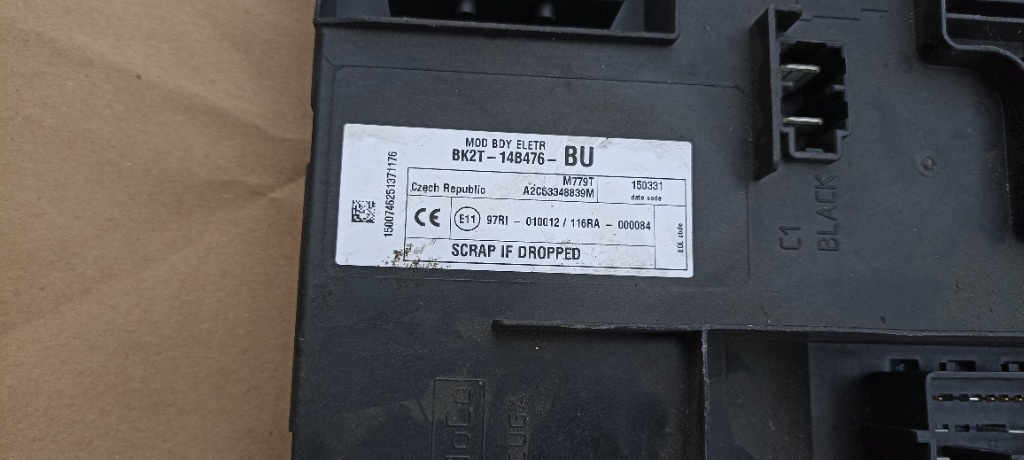 MOD BDY ELETR
BK2T-14B476- BU
1500746251371176
Czech Republic
M779T
A2C53348839M
150331
date code
CE E11 97RI - 010012 / 116RA - 000084
EOL code
SCRAP IF DROPPED
C1
BLACK